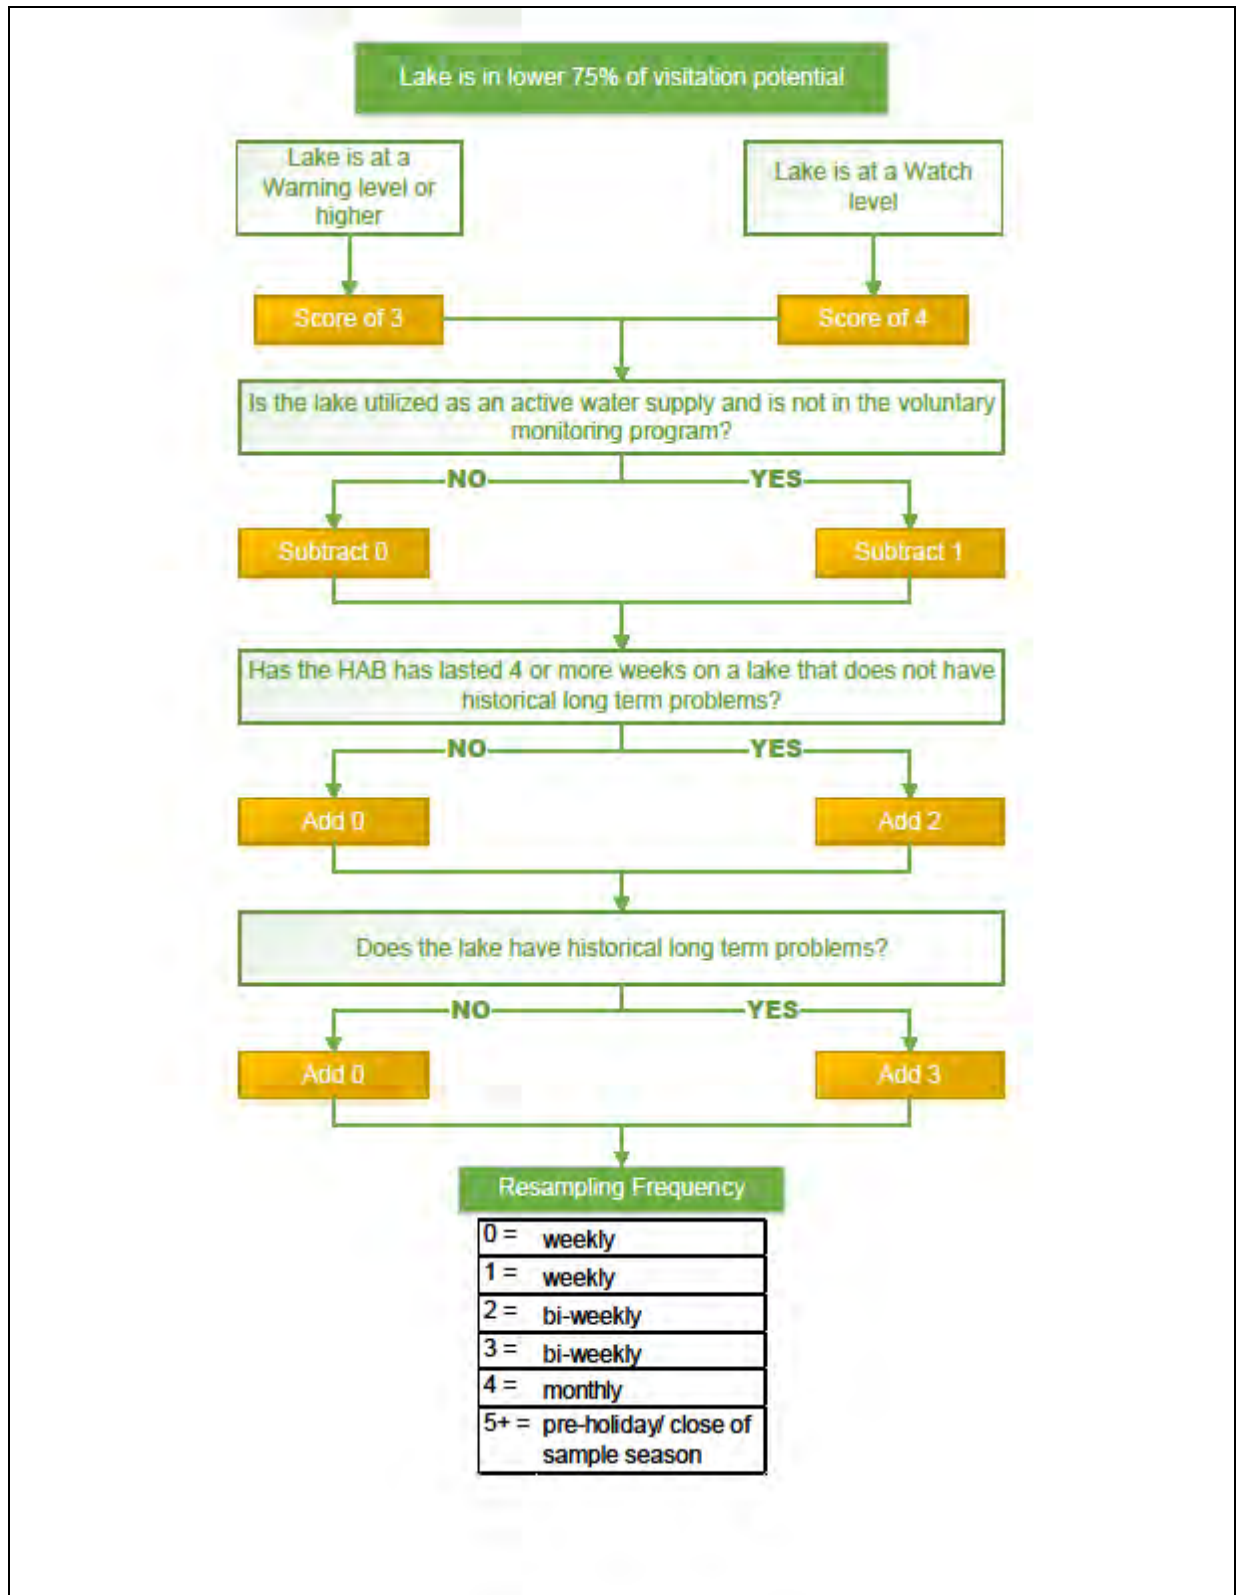 Lake is in lower 75% of visitation potential
Lake is at a
Warning level or
higher
Lake is at a Watch
level
Score of 3
Score of 4
Is the lake utilized as an active water supply and is not in the voluntary
monitoring program?
NO
YES
Subtract 0
Subtract 1
Has the HAB has lasted 4 or more weeks on a lake that does not have
historical long term problems?
NO
YES
Add 0
Add 2
Does the lake have historical long term problems?
NO
YES
Add 0
Add 3
Resampling Frequency
0 = weekly
1 = weekly
2 = bi-weekly
3 = bi-weekly
4 = monthly
5+ = pre-holiday/ close of
sample season